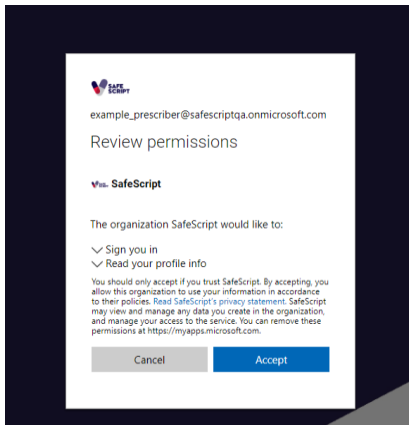 SAFE
SCRIPT
example_prescriber@safescriptqa.onmicrosoft.com
Review permissions
SafeScript
The organization SafeScript would like to:
Sign you in
Read your profile info
You should only accept if you trust SafeScript. By accepting, you
allow this organization to use your information in accordance
to their policies. Read SafeScript's privacy statement. SafeScript
may view and manage any data you create in the organization,
and manage your access to the service. You can remove these
permissions at https://myapps.microsoft.com.
Cancel Accept